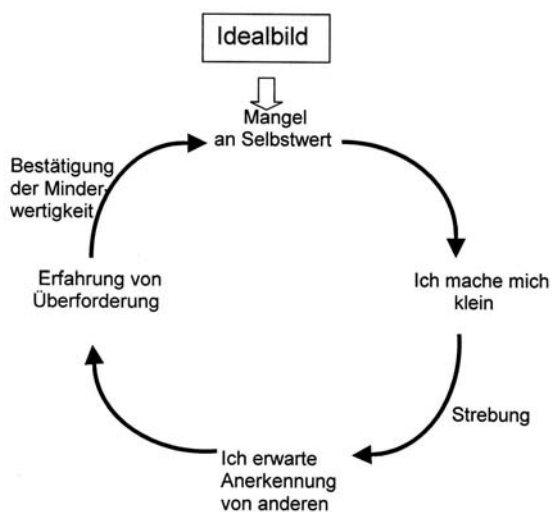 Idealbild
Mangel
an Selbstwert
Bestätigung
der Minder-
wertigkeit
Erfahrung von
Überforderung
Ich mache mich
klein
Strebung
Ich erwarte
Anerkennung
von anderen